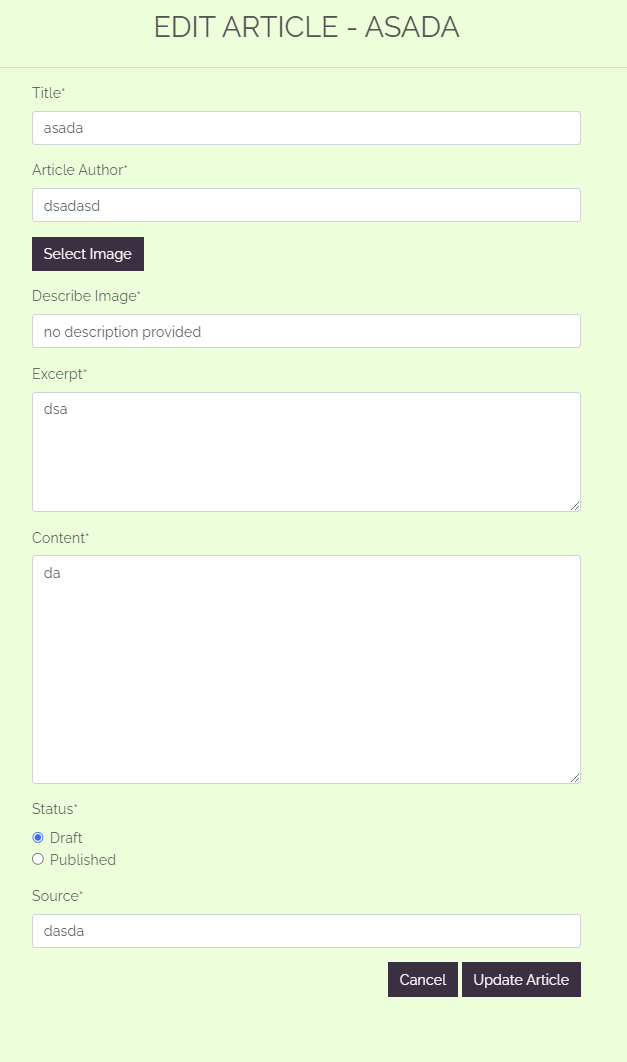 EDIT ARTICLE - ASADA
Title*
asada
Article Author*
dsadasd
Select Image
Describe Image*
no description provided
Excerpt*
dsa
Content*
da
Status*
Draft
Published
Source*
dasda
Cancel Update Article